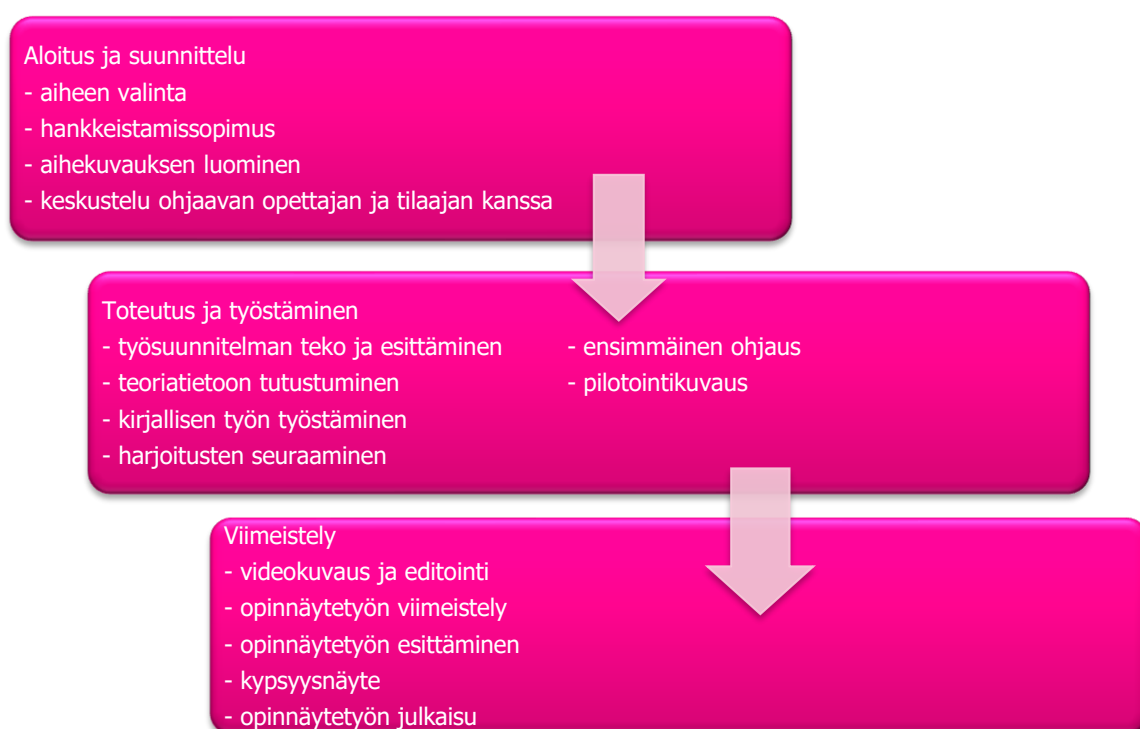 Aloitus ja suunnittelu
- aiheen valinta
- hankkeistamissopimus
- aihekuvauksen luominen
- keskustelu ohjaavan opettajan ja tilaajan kanssa
Toteutus ja työstäminen
- työsuunnitelman teko ja esittäminen
- teoriatietoon tutustuminen
- kirjallisen työn työstäminen
- harjoitusten seuraaminen
- ensimmäinen ohjaus
- pilotointikuvaus
Viimeistely
- videokuvaus ja editointi
- opinnäytetyön viimeistely
- opinnäytetyön esittäminen
- kypsyysnäyte
- opinnäytetyön julkaisu